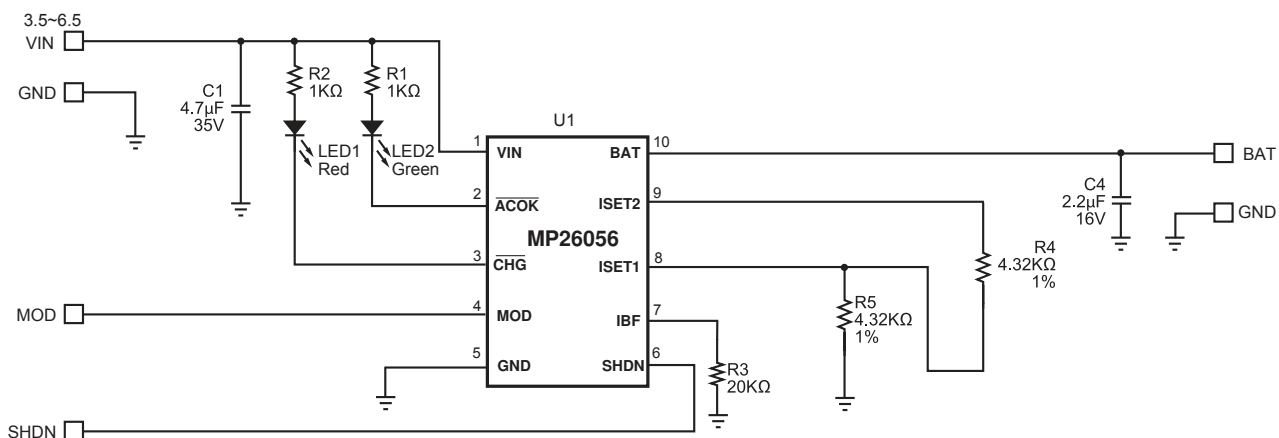 3.5~6.5
VIN
GND
C1
4.7µF
35V
R2
1KΩ
R1
1KΩ
LED1
Red
LED2
Green
U1
1
VIN
2
ACOK
3
CHG
4
MOD
5
GND
MP26056
10
BAT
9
ISET2
8
ISET1
7
IBF
6
SHDN
R3
20KΩ
R5
4.32KΩ
1%
R4
4.32KΩ
1%
C4
2.2µF
16V
BAT
GND
MOD
SHDN